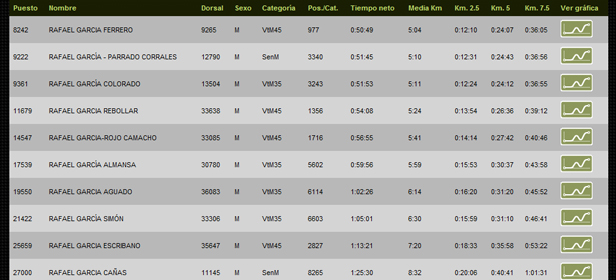 Puesto Nombre Dorsal Sexo Categoría Pos./Cat. Tiempo neto Media Km Km. 2.5 Km. 5 Km. 7.5 Ver gráfica
8242 RAFAEL GARCIA FERRERO 9265 M VtM45 977 0:50:49 5:04 0:12:10 0:24:07 0:36:05
9222 RAFAEL GARCÍA - PARRADO CORRALES 12790 M SenM 3340 0:51:45 5:10 0:12:31 0:24:43 0:36:56
9361 RAFAEL GARCÍA COLORADO 13504 M VtM35 3243 0:51:53 5:11 0:12:24 0:24:12 0:36:55
11679 RAFAEL GARCIA REBOLLAR 33638 M VtM45 1356 0:54:08 5:24 0:13:54 0:26:36 0:39:12
14547 RAFAEL GARCIA-ROJO CAMACHO 33085 M VtM45 1716 0:56:55 5:41 0:14:14 0:27:42 0:40:46
17539 RAFAEL GARCÍA ALMANSA 30780 M VtM35 5602 0:59:56 5:59 0:15:53 0:30:37 0:43:58
19550 RAFAEL GARCIA AGUADO 36083 M VtM35 6114 1:02:26 6:14 0:16:20 0:31:20 0:45:52
21422 RAFAEL GARCÍA SIMÓN 33306 M VtM35 6603 1:05:01 6:30 0:15:59 0:31:10 0:46:41
25659 RAFAEL GARCIA ESCRIBANO 35647 M VtM45 2827 1:13:21 7:20 0:18:33 0:35:58 0:53:22
27000 RAFAEL GARCIA CAÑAS 11145 M SenM 8265 1:25:30 8:32 0:20:06 0:40:41 1:01:31